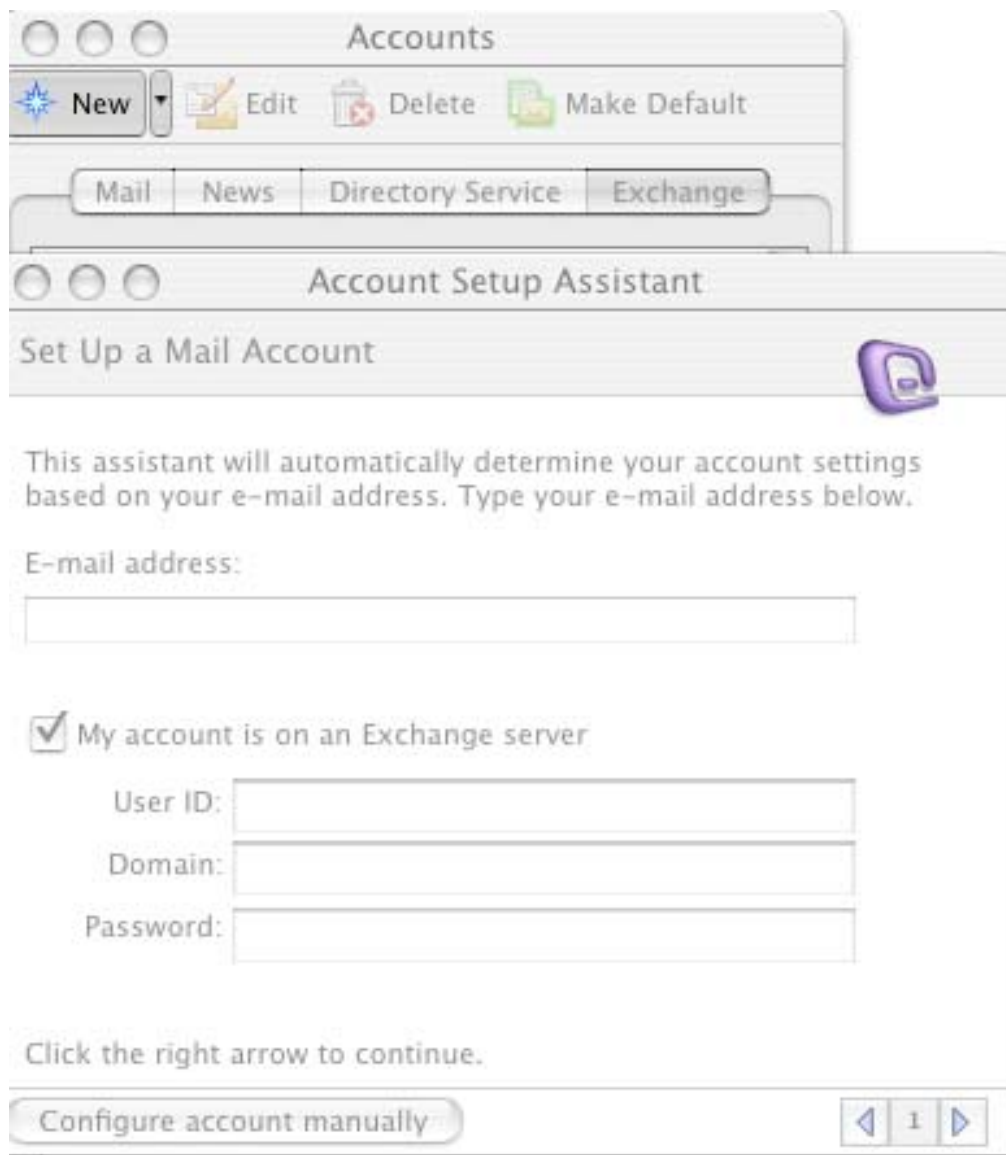 Accounts
New Edit Delete Make Default
Mail News Directory Service Exchange
Account Setup Assistant
Set Up a Mail Account
This assistant will automatically determine your account settings
based on your e-mail address. Type your e-mail address below.
E-mail address:
My account is on an Exchange server
User ID:
Domain:
Password:
Click the right arrow to continue.
Configure account manually 1